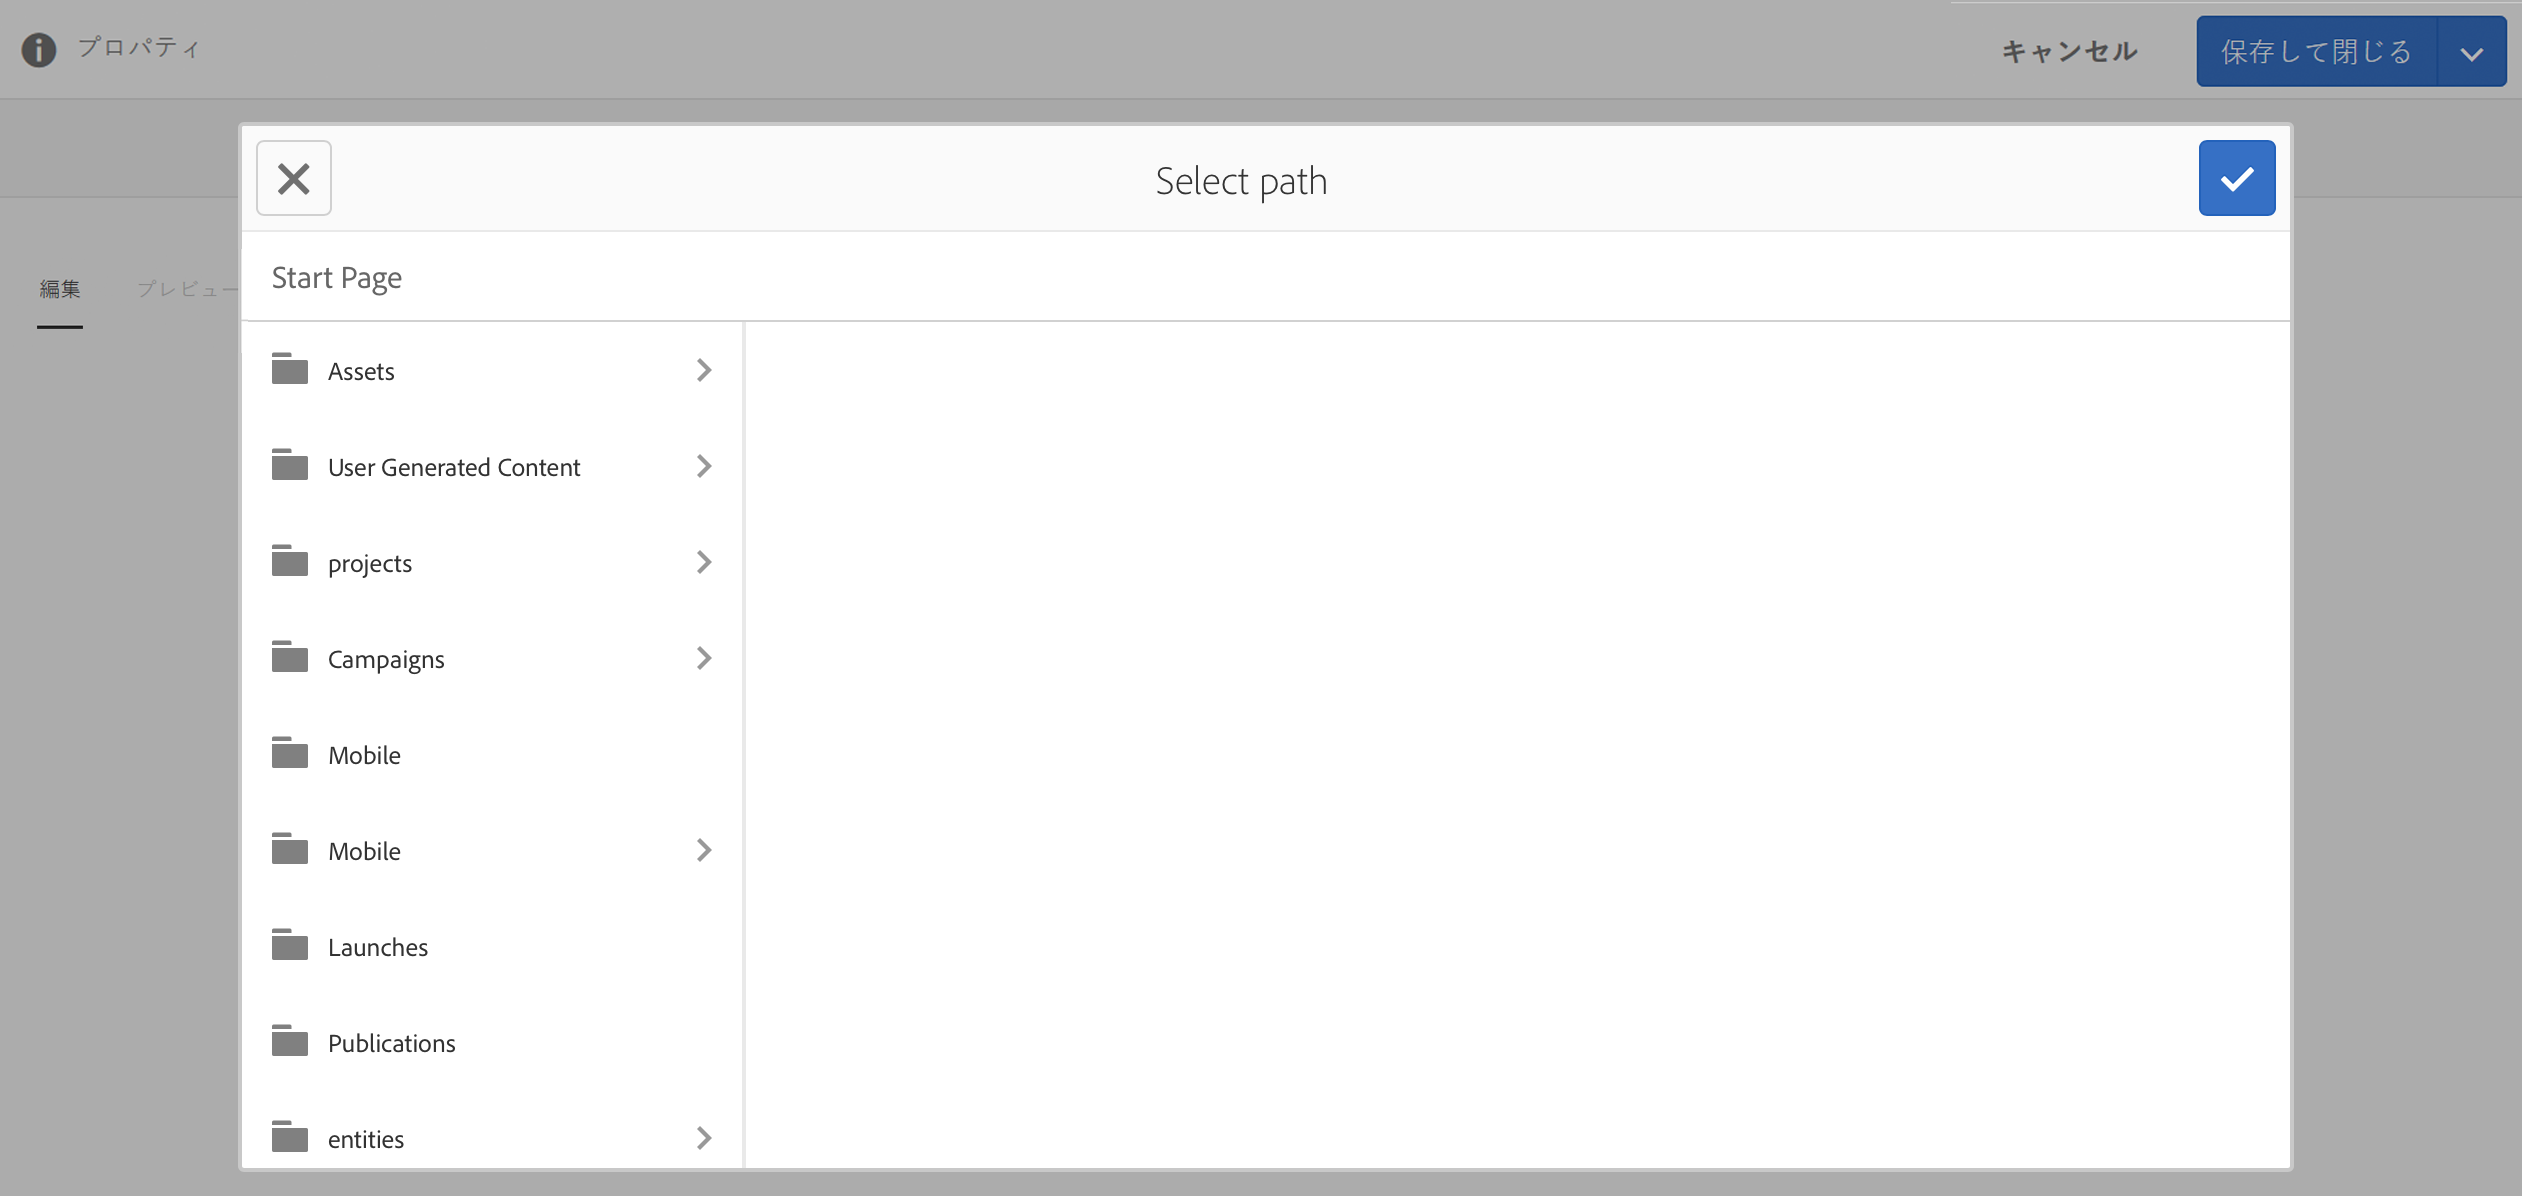 プロパティ
キャンセル
保存して閉じる
Select path
Start Page
編集
プレビュー
Assets
User Generated Content
projects
Campaigns
Mobile
Mobile
Launches
Publications
entities